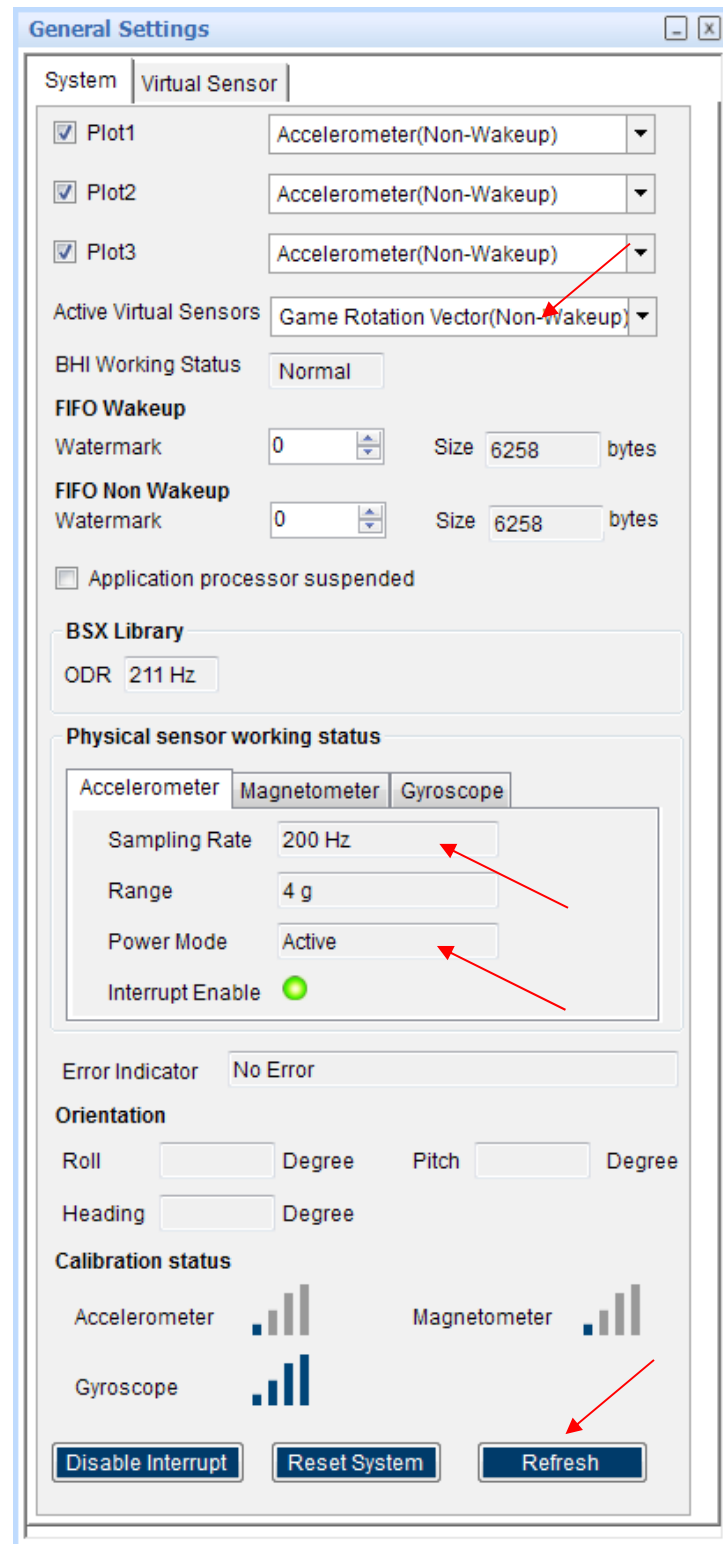 General Settings
System Virtual Sensor
Plot1 Accelerometer(Non-Wakeup)
Plot2 Accelerometer(Non-Wakeup)
Plot3 Accelerometer(Non-Wakeup)
Active Virtual Sensors Game Rotation Vector(Non-Wakeup)
BHI Working Status Normal
FIFO Wakeup
Watermark 0 Size 6258 bytes
FIFO Non Wakeup
Watermark 0 Size 6258 bytes
Application processor suspended
BSX Library
ODR 211 Hz
Physical sensor working status
Accelerometer Magnetometer Gyroscope
Sampling Rate 200 Hz
Range 4 g
Power Mode Active
Interrupt Enable
Error Indicator No Error
Orientation
Roll Degree Pitch Degree
Heading Degree
Calibration status
Accelerometer Magnetometer
Gyroscope
Disable Interrupt Reset System Refresh